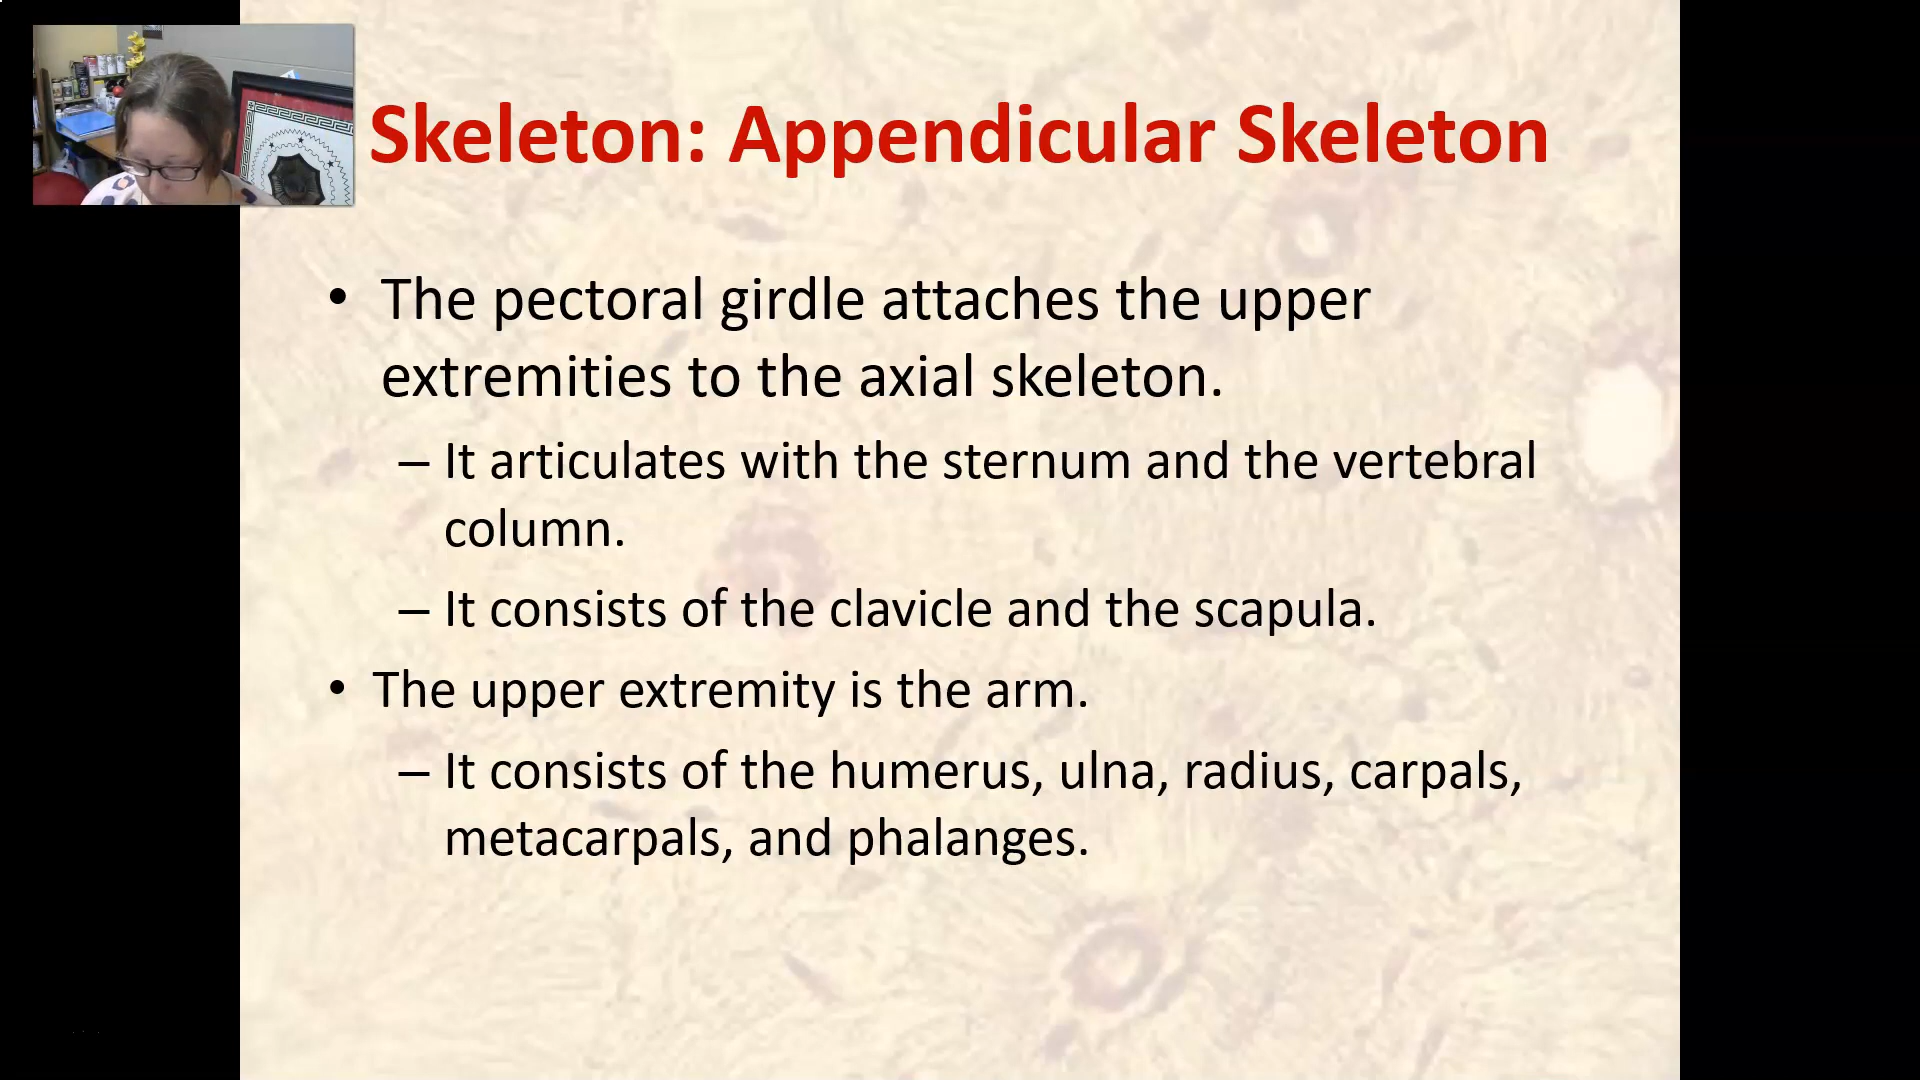 Skeleton: Appendicular Skeleton
• The pectoral girdle attaches the upper
extremities to the axial skeleton.
– It articulates with the sternum and the vertebral
column.
– It consists of the clavicle and the scapula.
• The upper extremity is the arm.
– It consists of the humerus, ulna, radius, carpals,
metacarpals, and phalanges.